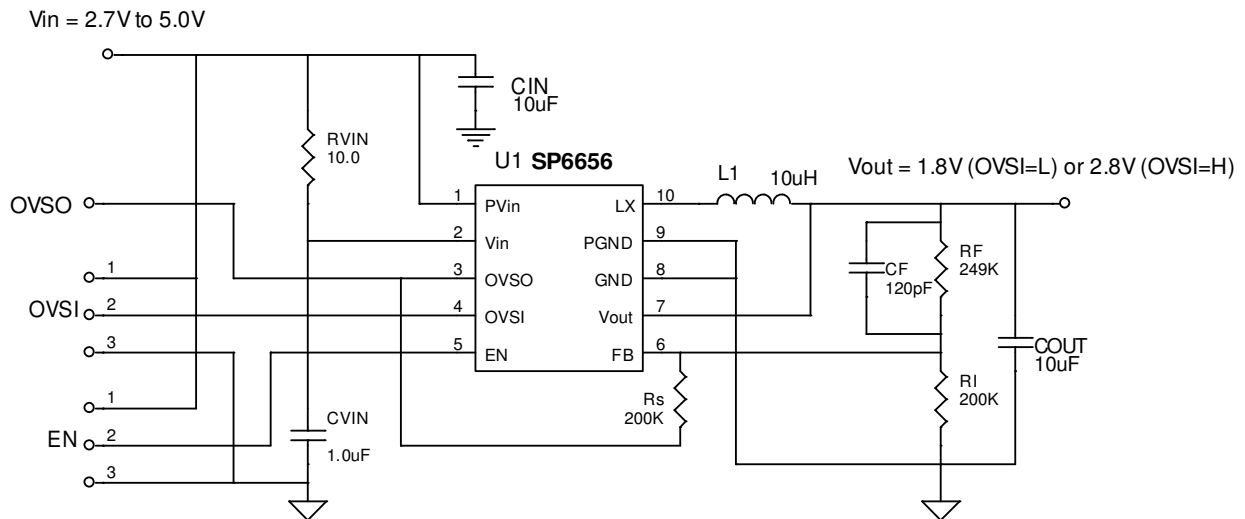 Vin = 2.7V to 5.0V
CIN
10uF
RVIN
10.0
U1 SP6656
L1
10uH
Vout = 1.8V (OVSI=L) or 2.8V (OVSI=H)
OVSO
1
PVin
LX
10
2
Vin
PGND
9
3
OVSO
GND
8
4
OVSI
Vout
7
5
EN
FB
6
1
OVSI
2
3
1
EN
2
3
CF
120pF
RF
249K
COUT
10uF
Rs
200K
RI
200K
CVIN
1.0uF